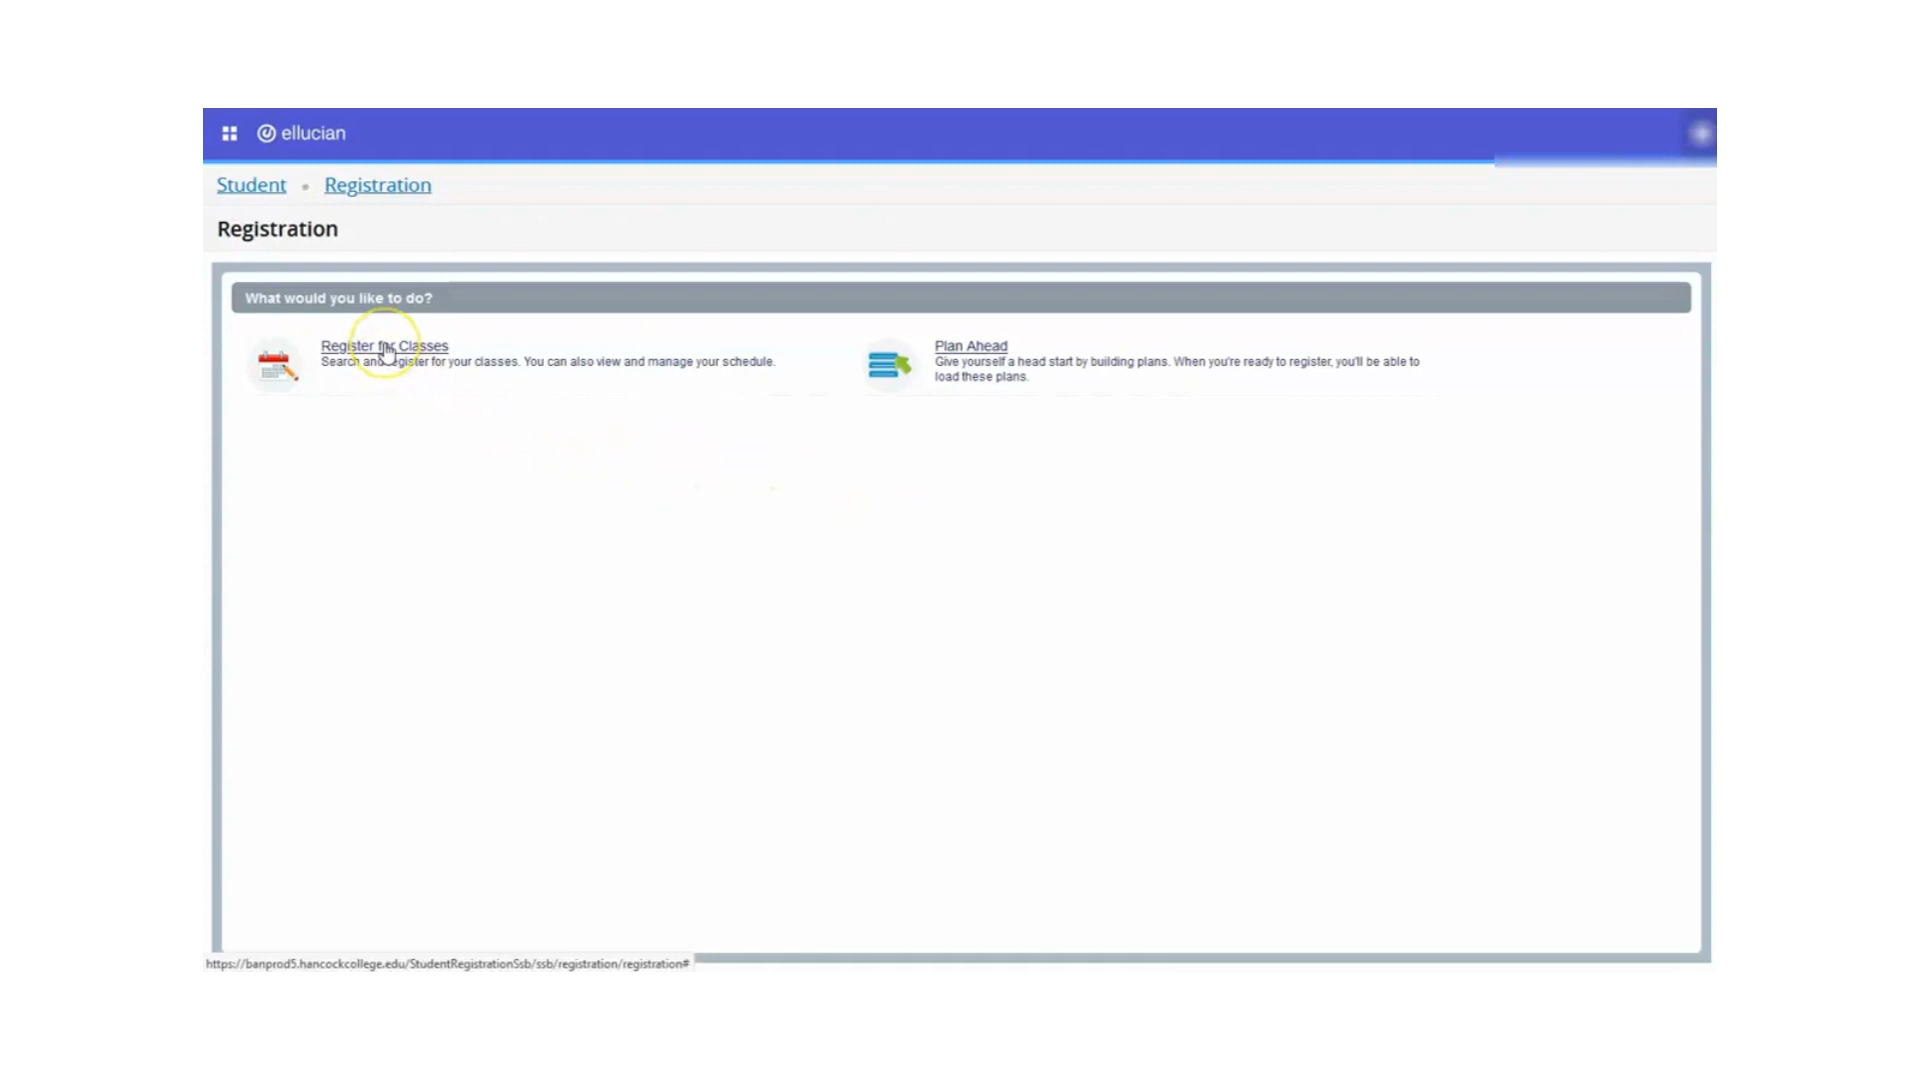 ellucian
Student • Registration
Registration
What would you like to do?
Register for Classes
Search and register for your classes. You can also view and manage your schedule.
Plan Ahead
Give yourself a head start by building plans. When you're ready to register, you'll be able to
load these plans.
https://banprod5.hancockcollege.edu/StudentRegistrationSsb/ssb/registration/registration#